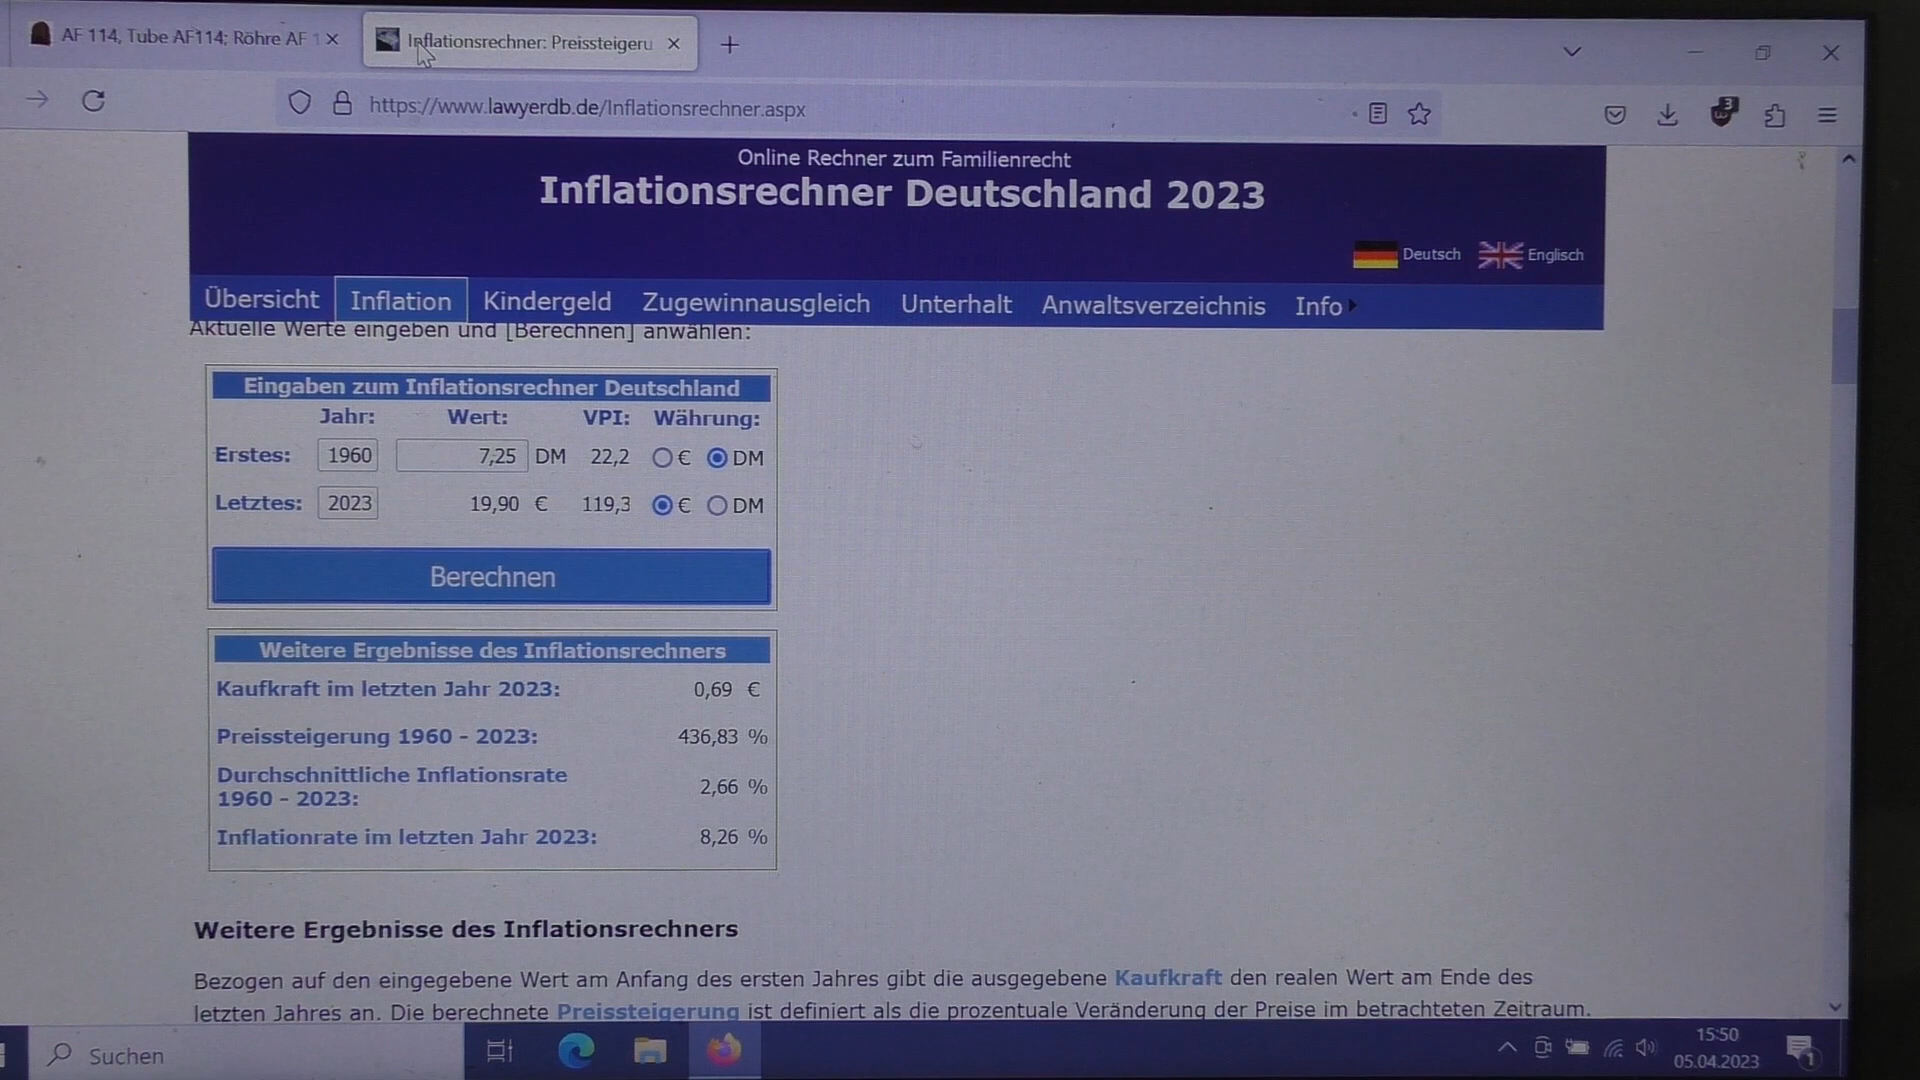 AF 114, Tube AF114; Röhre AF 1
Inflationsrechner: Preissteigeru
https://www.lawyerdb.de/Inflationsrechner.aspx
3
Online Rechner zum Familienrecht
Inflationsrechner Deutschland 2023
Deutsch Englisch
Übersicht Inflation Kindergeld Zugewinnausgleich Unterhalt Anwaltsverzeichnis Info
Aktuelle Werte eingeben und [Berechnen] anwählen:
Eingaben zum Inflationsrechner Deutschland
Jahr: Wert: VPI: Währung:
Erstes: 1960 7,25 DM 22,2 € DM
Letztes: 2023 19,90 € 119,3 € DM
Berechnen
Weitere Ergebnisse des Inflationsrechners
Kaufkraft im letzten Jahr 2023: 0,69 €
Preissteigerung 1960 - 2023: 436,83 %
Durchschnittliche Inflationsrate
1960 - 2023: 2,66 %
Inflationrate im letzten Jahr 2023: 8,26 %
Weitere Ergebnisse des Inflationsrechners
Bezogen auf den eingegebene Wert am Anfang des ersten Jahres gibt die ausgegebene Kaufkraft den realen Wert am Ende des
letzten Jahres an. Die berechnete Preissteigerung ist definiert als die prozentuale Veränderung der Preise im betrachteten Zeitraum.
Suchen
15:50
05.04.2023
1